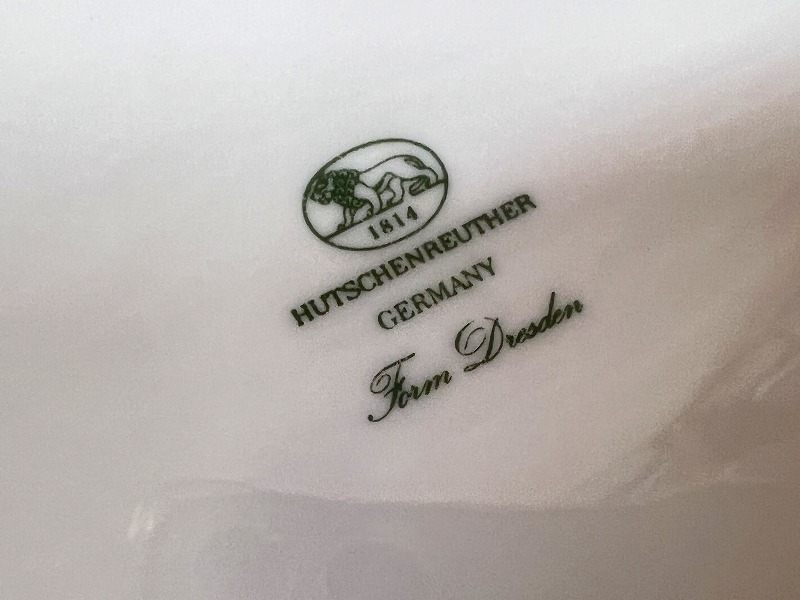 1814
HUTSCHENREUTHER
GERMANY
Form Dresden